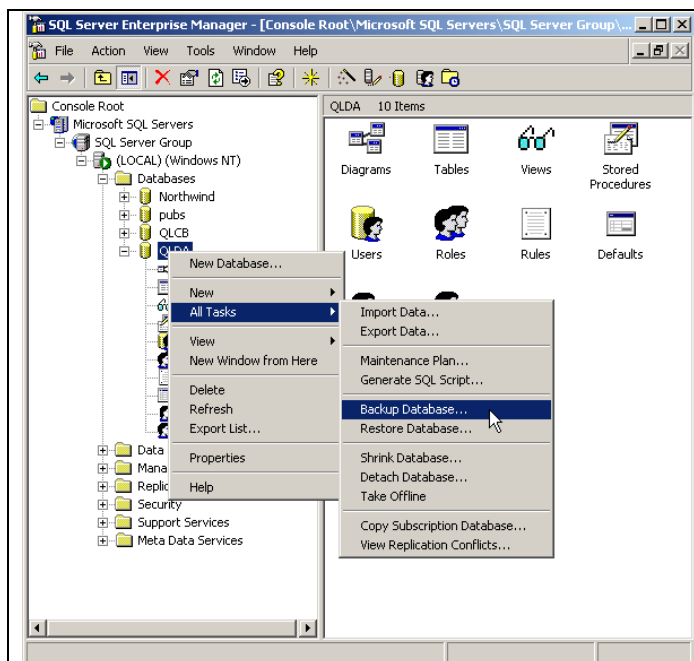 SQL Server Enterprise Manager - [Console Root\Microsoft SQL Servers\SQL Server Group\...
File Action View Tools Window Help
Console Root
Microsoft SQL Servers
SQL Server Group
(LOCAL) (Windows NT)
Databases
Northwind
pubs
QLCB
QLDA
Data
Mana
Replic
Security
Support Services
Meta Data Services
QLDA 10 Items
Diagrams
Tables
Views
Stored
Procedures
Users
Roles
Rules
Defaults
New Database...
New
All Tasks
View
New Window from Here
Delete
Refresh
Export List...
Properties
Help
Import Data...
Export Data...
Maintenance Plan...
Generate SQL Script...
Backup Database...
Restore Database...
Shrink Database...
Detach Database...
Take Offline
Copy Subscription Database...
View Replication Conflicts...